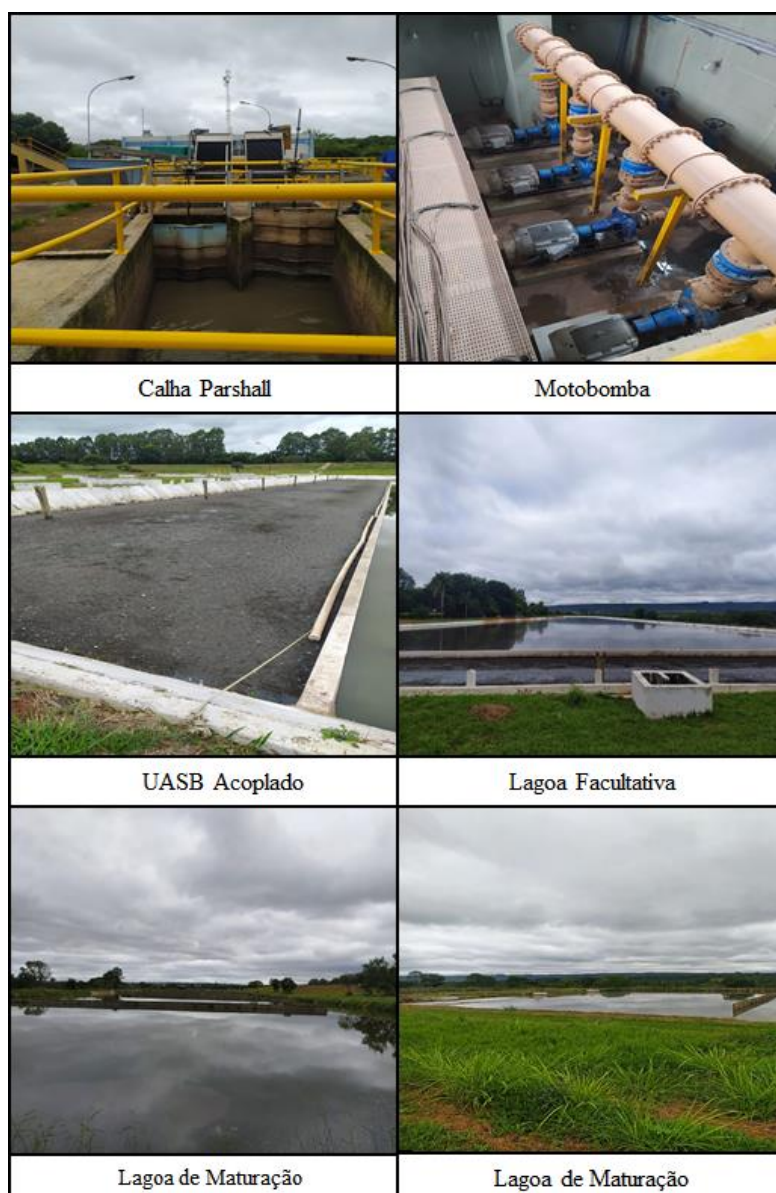 Calha Parshall
Motobomba
UASB Acoplado
Lagoa Facultativa
Lagoa de Maturação
Lagoa de Maturação